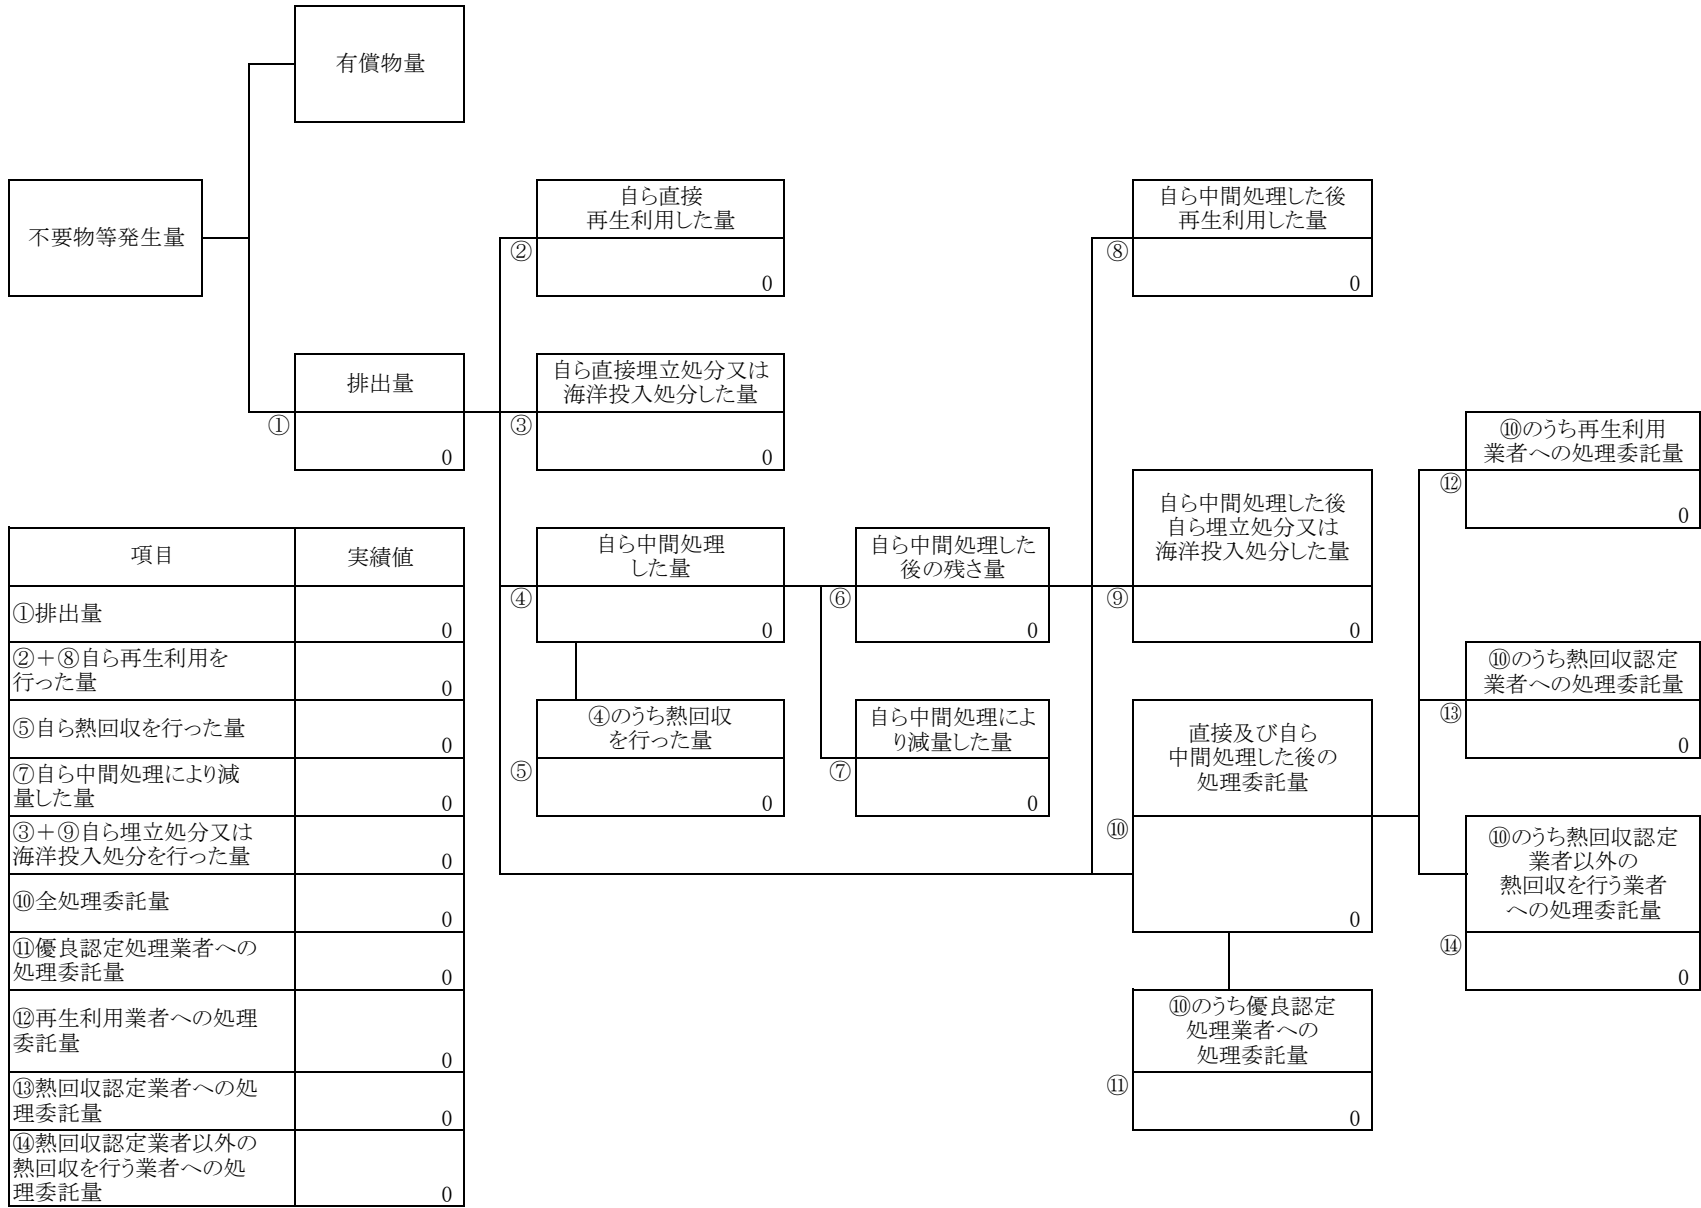 有償物量
不要物等発生量
自ら直接
再生利用した量
②
0
自ら中間処理した後
再生利用した量
⑧
0
排出量
①
0
自ら直接埋立処分又は
海洋投入処分した量
③
0
⑩のうち再生利用
業者への処理委託量
⑫
0
自ら中間処理
した量
④
0
自ら中間処理した
後の残さ量
⑥
0
自ら中間処理した後
自ら埋立処分又は
海洋投入処分した量
⑨
0
⑩のうち熱回収認定
業者への処理委託量
⑬
0
④のうち熱回収
を行った量
⑤
0
自ら中間処理によ
り減量した量
⑦
0
直接及び自ら
中間処理した後の
処理委託量
⑩
0
⑩のうち熱回収認定
業者以外の
熱回収を行う業者
への処理委託量
⑭
0
⑩のうち優良認定
処理業者への
処理委託量
⑪
0
項目
実績値
①排出量
0
②＋⑧自ら再生利用を
行った量
0
⑤自ら熱回収を行った量
0
⑦自ら中間処理により減
量した量
0
③＋⑨自ら埋立処分又は
海洋投入処分を行った量
0
⑩全処理委託量
0
⑪優良認定処理業者への
処理委託量
0
⑫再生利用業者への処理
委託量
0
⑬熱回収認定業者への処
理委託量
0
⑭熱回収認定業者以外の
熱回収を行う業者への処
理委託量
0